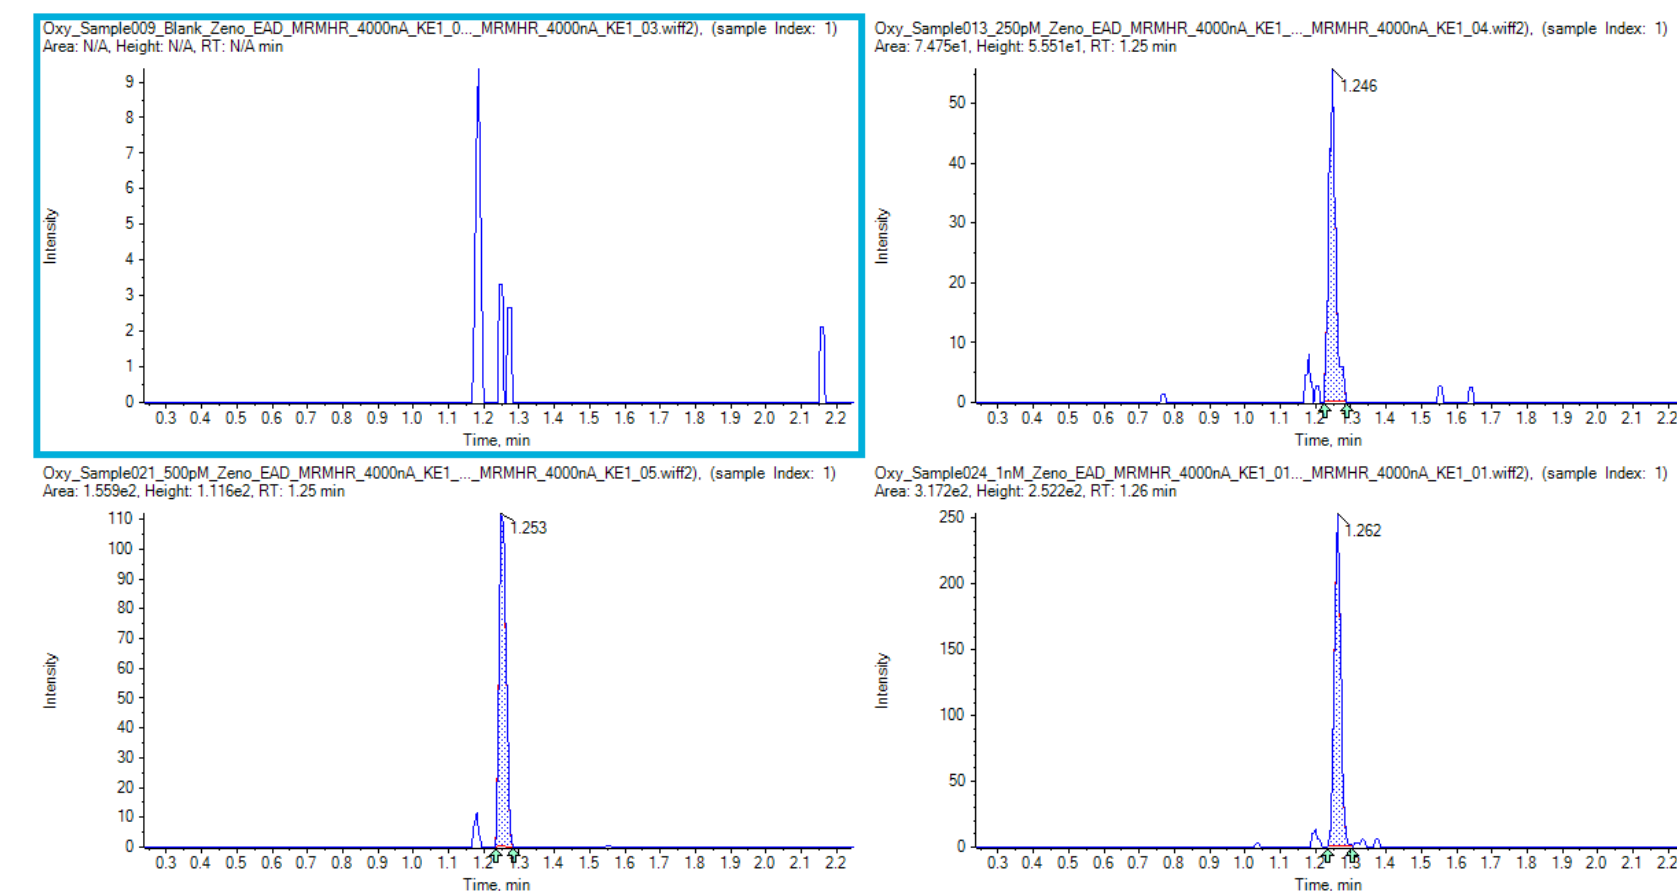 Oxy_Sample009_Blank_Zeno_EAD_MRMHR_4000nA_KE1_0..._MRMHR_4000nA_KE1_03.wiff2), (sample Index: 1)
Area: N/A, Height: N/A, RT: N/A min
9
8
7
6
5
4
3
2
1
0
Intensity
0.3 0.4 0.5 0.6 0.7 0.8 0.9 1.0 1.1 1.2 1.3 1.4 1.5 1.6 1.7 1.8 1.9 2.0 2.1 2.2
Time, min
Oxy_Sample013_250pM_Zeno_EAD_MRMHR_4000nA_KE1_..._MRMHR_4000nA_KE1_04.wiff2), (sample Index: 1)
Area: 7.475e1, Height: 5.551e1, RT: 1.25 min
1.246
50
40
30
20
10
0
Intensity
0.3 0.4 0.5 0.6 0.7 0.8 0.9 1.0 1.1 1.2 1.3 1.4 1.5 1.6 1.7 1.8 1.9 2.0 2.1 2.2
Time, min
Oxy_Sample021_500pM_Zeno_EAD_MRMHR_4000nA_KE1_..._MRMHR_4000nA_KE1_05.wiff2), (sample Index: 1)
Area: 1.559e2, Height: 1.116e2, RT: 1.25 min
1.253
110
100
90
80
70
60
50
40
30
20
10
0
Intensity
0.3 0.4 0.5 0.6 0.7 0.8 0.9 1.0 1.1 1.2 1.3 1.4 1.5 1.6 1.7 1.8 1.9 2.0 2.1 2.2
Time, min
Oxy_Sample024_1nM_Zeno_EAD_MRMHR_4000nA_KE1_01..._MRMHR_4000nA_KE1_01.wiff2), (sample Index: 1)
Area: 3.172e2, Height: 2.522e2, RT: 1.26 min
1.262
250
200
150
100
50
0
Intensity
0.3 0.4 0.5 0.6 0.7 0.8 0.9 1.0 1.1 1.2 1.3 1.4 1.5 1.6 1.7 1.8 1.9 2.0 2.1 2.2
Time, min